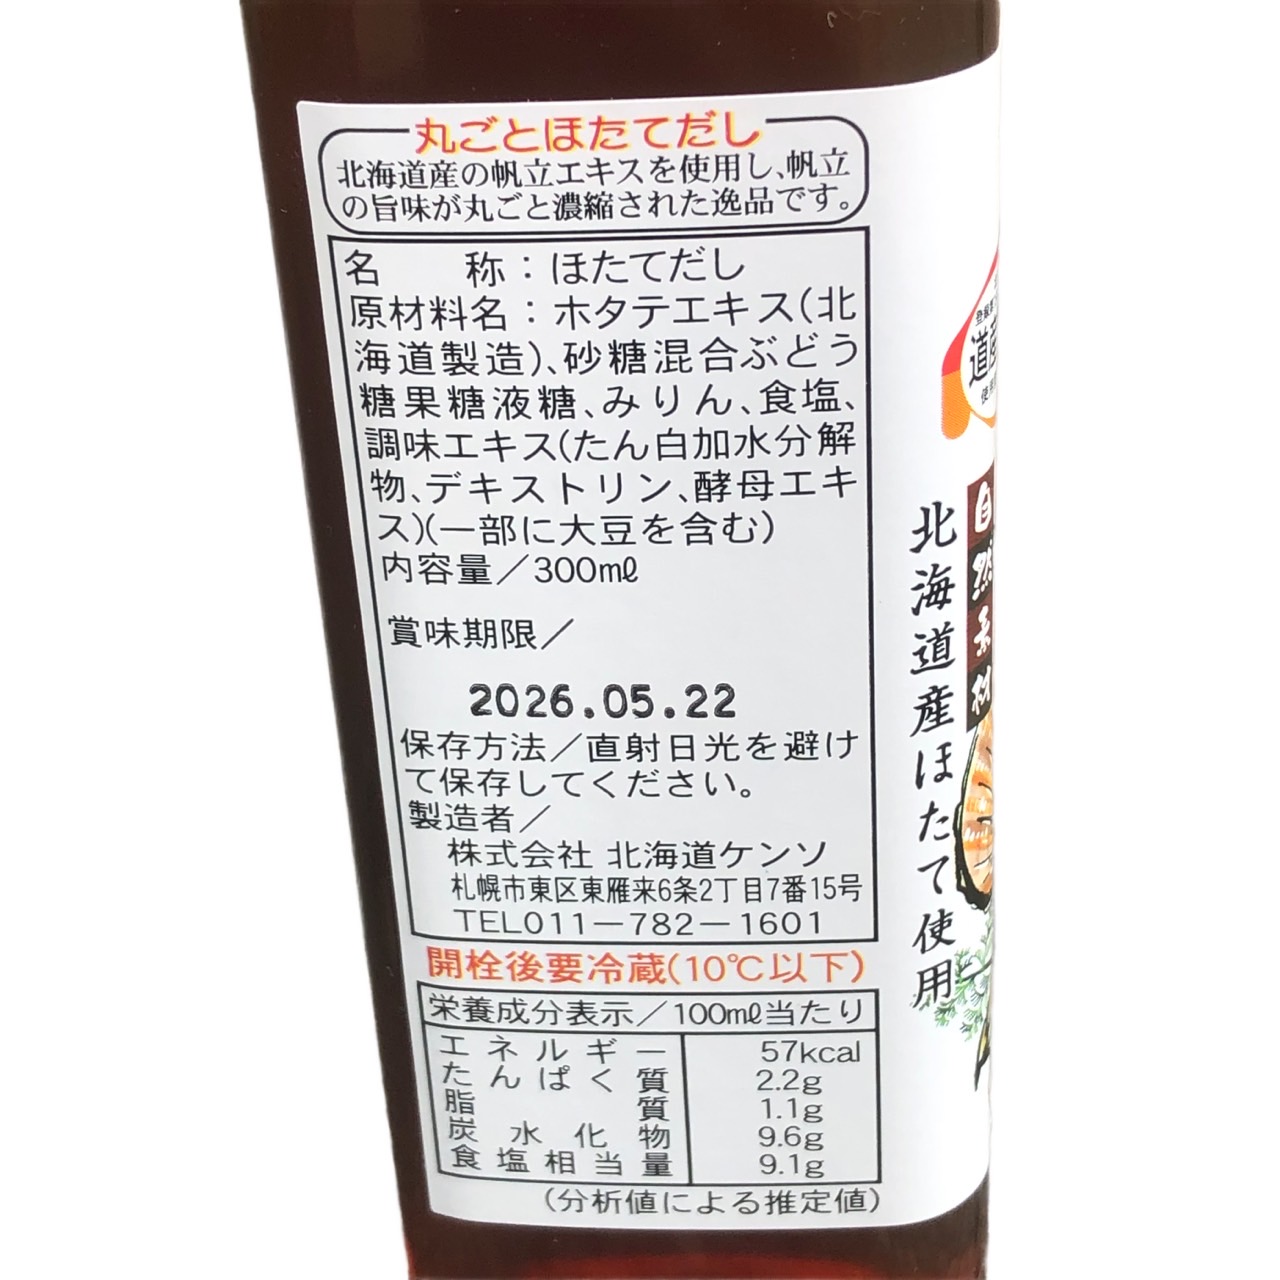 丸ごとほたてだし
北海道産の帆立エキスを使用し、帆立
の旨味が丸ごと濃縮された逸品です。
名　　称：ほたてだし
原材料名：ホタテエキス(北
海道製造)、砂糖混合ぶどう
糖果糖液糖、みりん、食塩、
調味エキス(たん白加水分解
物、デキストリン、酵母エキ
ス)(一部に大豆を含む)
内容量／300mℓ
賞味期限／
2026.05.22
保存方法／直射日光を避け
て保存してください。
製造者／
株式会社 北海道ケンソ
札幌市東区東雁来6条2丁目7番15号
TEL011－782－1601
開栓後要冷蔵(10℃以下)
栄養成分表示／100mℓ当たり
エネルギー 57kcal
たんぱく質 2.2g
脂質 1.1g
炭水化物 9.6g
食塩相当量 9.1g
(分析値による推定値)
道産
自然素材
北海道産ほたて使用